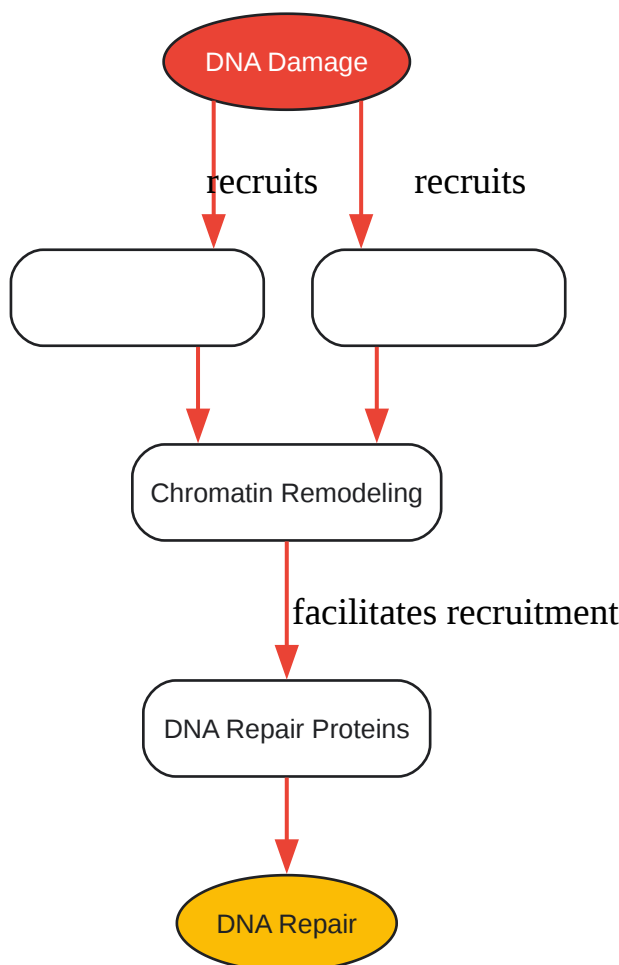 DNA Damage
recruits
recruits
Chromatin Remodeling
facilitates recruitment
DNA Repair Proteins
DNA Repair